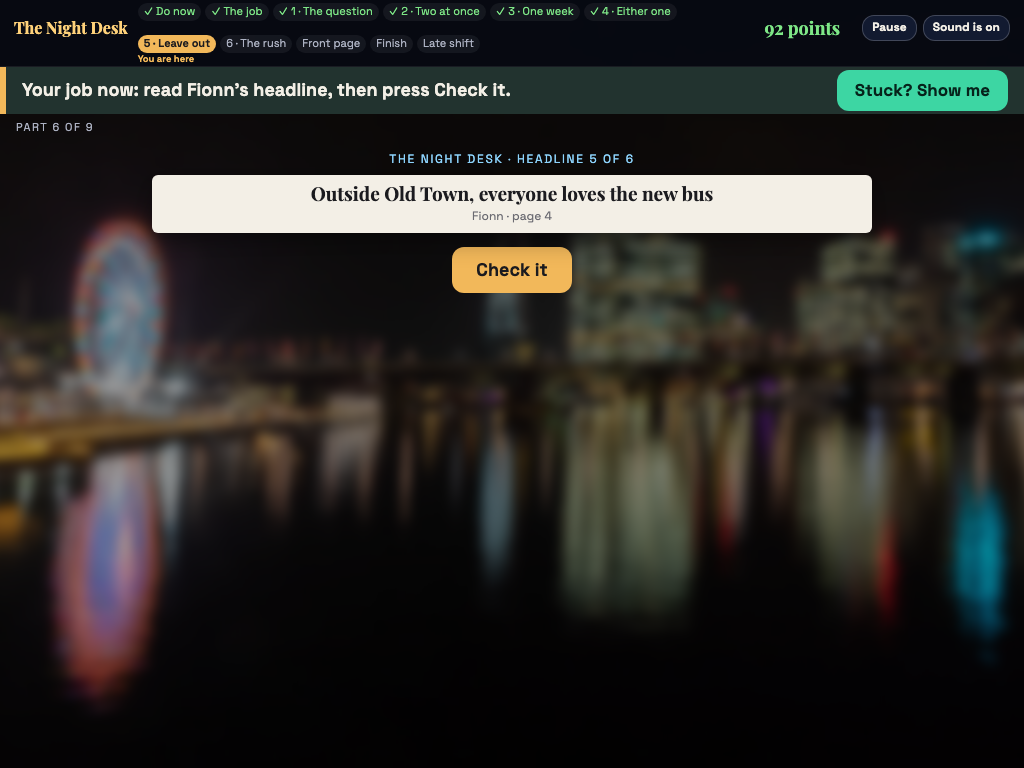 The Night Desk
✓ Do now
✓ The job
✓ 1 · The question
✓ 2 · Two at once
✓ 3 · One week
✓ 4 · Either one
5 · Leave out
6 · The rush
Front page
Finish
Late shift
You are here
92 points
Pause
Sound is on
Your job now: read Fionn's headline, then press Check it.
Stuck? Show me
PART 6 OF 9
THE NIGHT DESK · HEADLINE 5 OF 6
Outside Old Town, everyone loves the new bus
Fionn · page 4
Check it